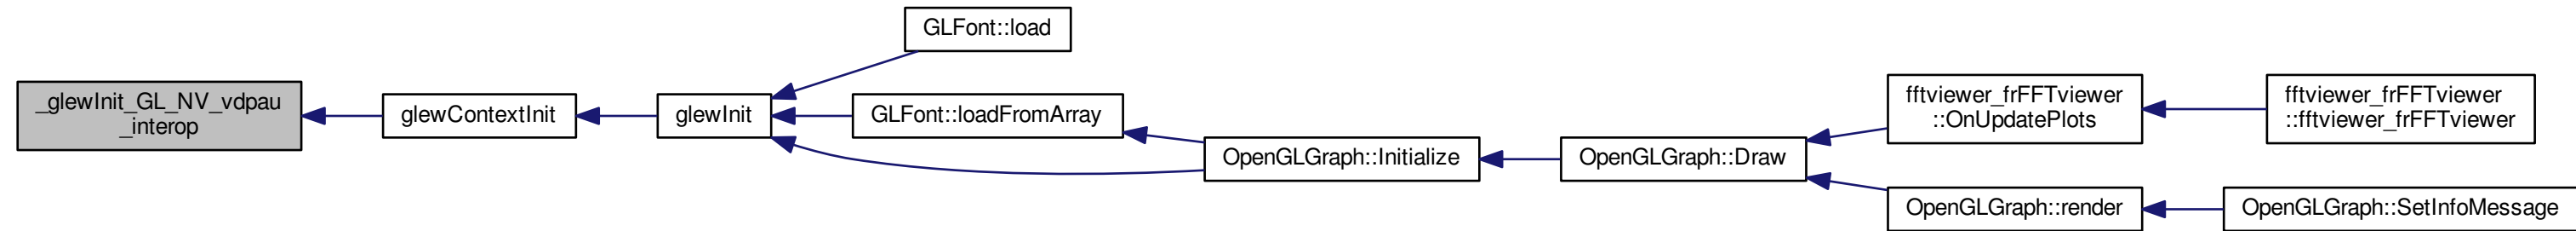 _glewInit_GL_NV_vdpau
_interop
glewContextInit
glewInit
GLFont::load
GLFont::loadFromArray
OpenGLGraph::Initialize
OpenGLGraph::Draw
fftviewer_frFFTviewer
::OnUpdatePlots
fftviewer_frFFTviewer
::fftviewer_frFFTviewer
OpenGLGraph::render
OpenGLGraph::SetInfoMessage